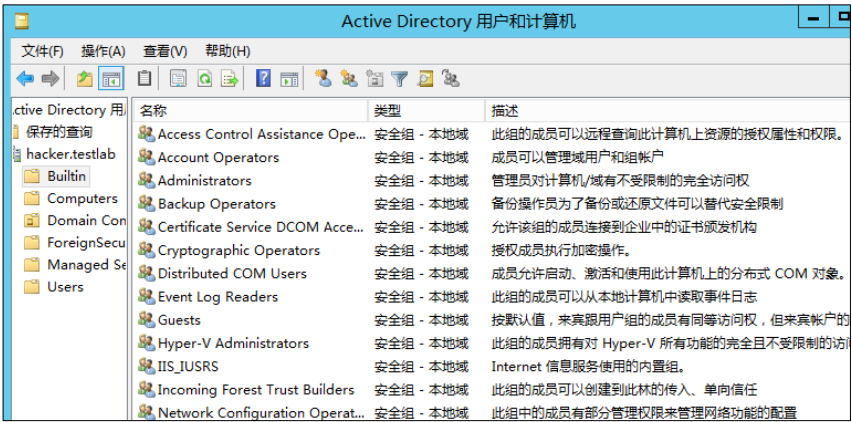 Active Directory 用户和计算机
文件(F) 操作(A) 查看(V) 帮助(H)
ctive Directory 用
保存的查询
hacker.testlab
Builtin
Computers
Domain Con
ForeignSecu
Managed Se
Users
名称 类型 描述
Access Control Assistance Ope... 安全组 - 本地域 此组的成员可以远程查询此计算机上资源的授权属性和权限。
Account Operators 安全组 - 本地域 成员可以管理域用户和组帐户
Administrators 安全组 - 本地域 管理员对计算机/域有不受限制的完全访问权
Backup Operators 安全组 - 本地域 备份操作员为了备份或还原文件可以替代安全限制
Certificate Service DCOM Acce... 安全组 - 本地域 允许该组的成员连接到企业中的证书颁发机构
Cryptographic Operators 安全组 - 本地域 授权成员执行加密操作。
Distributed COM Users 安全组 - 本地域 成员允许启动、激活和使用此计算机上的分布式 COM 对象。
Event Log Readers 安全组 - 本地域 此组的成员可以从本地计算机中读取事件日志
Guests 安全组 - 本地域 按默认值，来宾跟用户组的成员有同等访问权，但来宾帐户的
Hyper-V Administrators 安全组 - 本地域 此组的成员拥有对 Hyper-V 所有功能的完全且不受限制的访
IIS_IUSRS 安全组 - 本地域 Internet 信息服务使用的内置组。
Incoming Forest Trust Builders 安全组 - 本地域 此组的成员可以创建到此林的传入、单向信任
Network Configuration Operat... 安全组 - 本地域 此组中的成员有部分管理权限来管理网络功能的配置